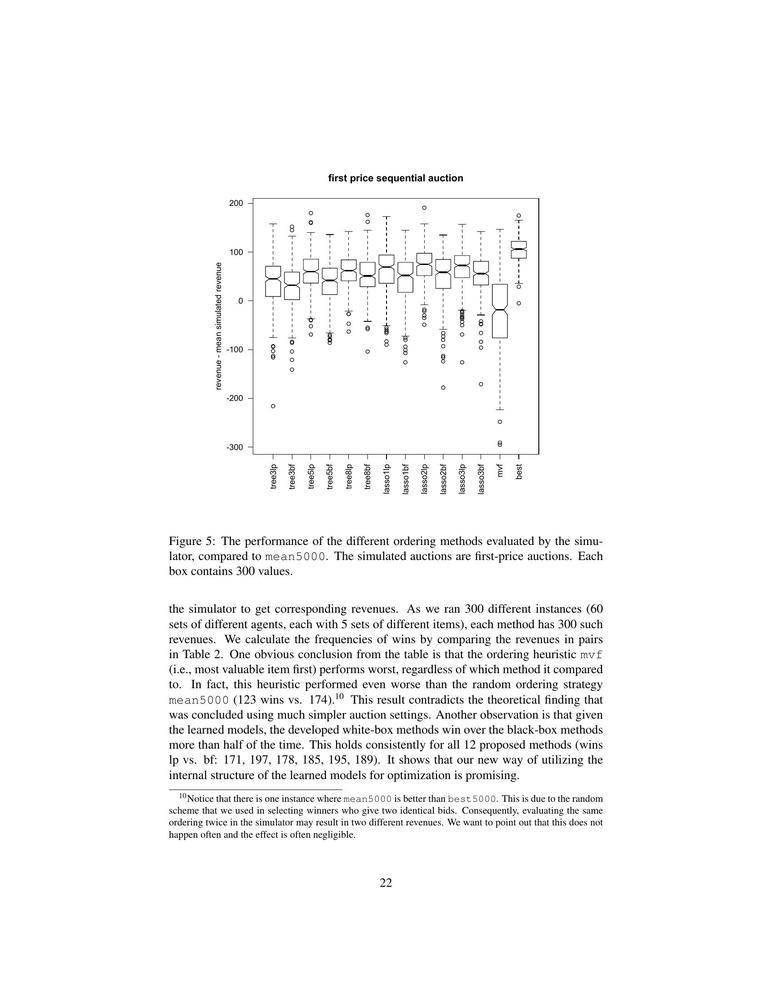 first price sequential auction
revenue - mean simulated revenue
200
100
0
-100
-200
-300
tree3lp
tree3bf
tree5lp
tree5bf
tree8lp
tree8bf
lasso1lp
lasso1bf
lasso2lp
lasso2bf
lasso3lp
lasso3bf
mvf
best
Figure 5: The performance of the different ordering methods evaluated by the simu-
lator, compared to mean5000. The simulated auctions are first-price auctions. Each
box contains 300 values.
the simulator to get corresponding revenues. As we ran 300 different instances (60
sets of different agents, each with 5 sets of different items), each method has 300 such
revenues. We calculate the frequencies of wins by comparing the revenues in pairs
in Table 2. One obvious conclusion from the table is that the ordering heuristic mvf
(i.e., most valuable item first) performs worst, regardless of which method it compared
to. In fact, this heuristic performed even worse than the random ordering strategy
mean5000 (123 wins vs. 174).10 This result contradicts the theoretical finding that
was concluded using much simpler auction settings. Another observation is that given
the learned models, the developed white-box methods win over the black-box methods
more than half of the time. This holds consistently for all 12 proposed methods (wins
lp vs. bf: 171, 197, 178, 185, 195, 189). It shows that our new way of utilizing the
internal structure of the learned models for optimization is promising.
10Notice that there is one instance where mean5000 is better than best5000. This is due to the random
scheme that we used in selecting winners who give two identical bids. Consequently, evaluating the same
ordering twice in the simulator may result in two different revenues. We want to point out that this does not
happen often and the effect is often negligible.
22